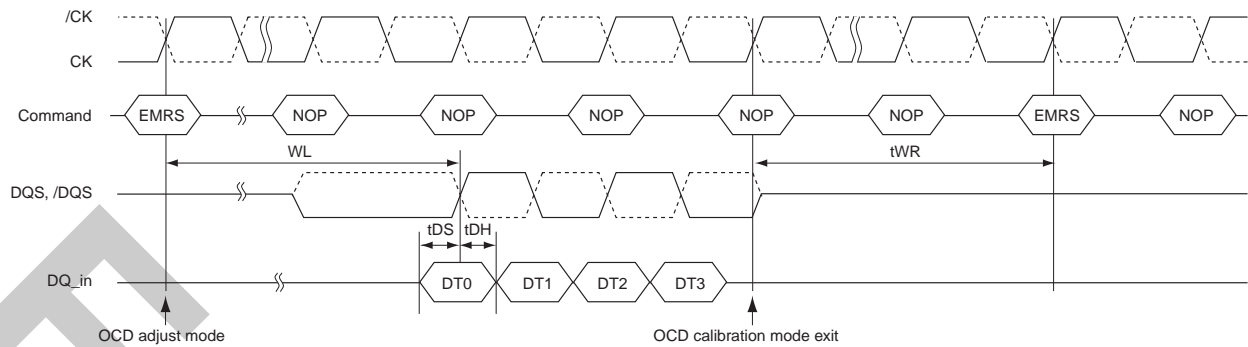 /CK
CK
Command EMRS NOP NOP NOP NOP NOP EMRS NOP
WL tWR
DQS, /DQS
tDS tDH
DQ_in DT0 DT1 DT2 DT3
OCD adjust mode OCD calibration mode exit